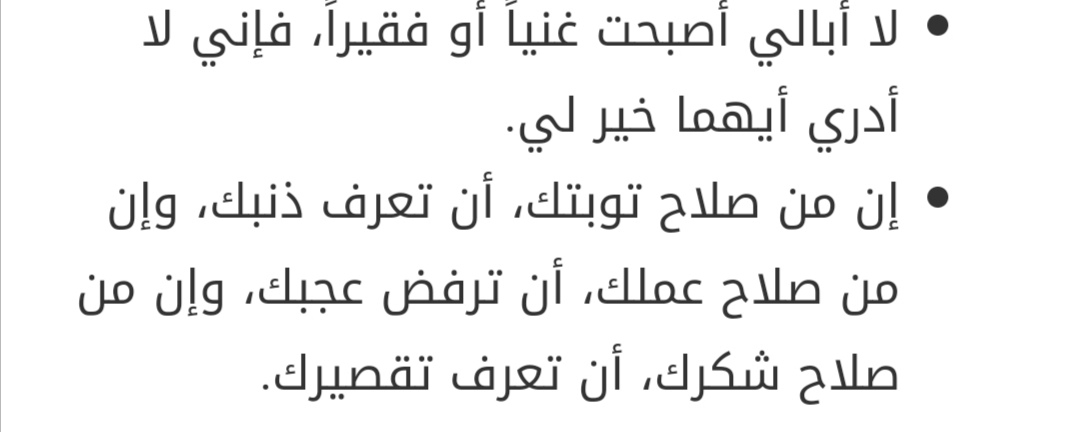 • لا أبالي أصبحت غنياً أو فقيراً، فإني لا
أدري أيهما خير لي.
• إن من صلاح توبتك، أن تعرف ذنبك، وإن
من صلاح عملك، أن ترفض عجبك، وإن من
صلاح شكرك، أن تعرف تقصيرك.